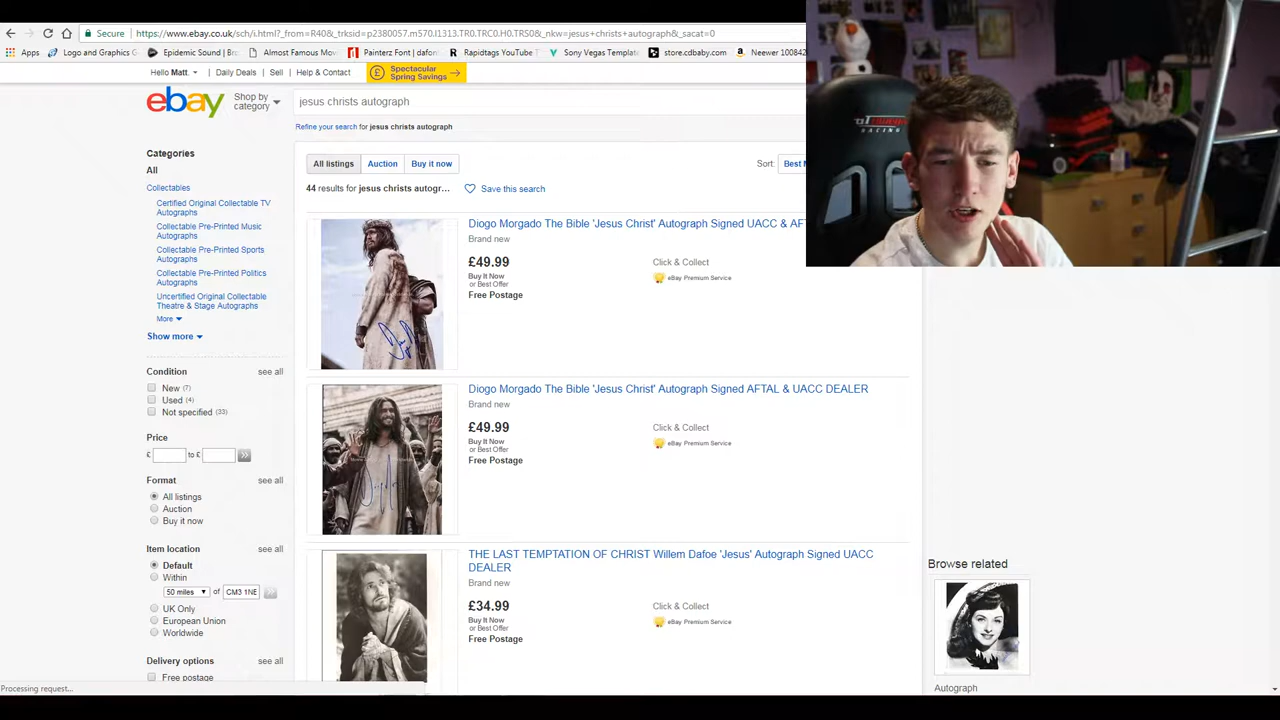 Secure
https://www.ebay.co.uk/sch/i.html?_from=R40&_trksid=p2380057.m570.l1313.TR0.TRC0.H0.TRS0&_nkw=jesus+christs+autograph&_sacat=0
Apps Logo and Graphic D Epidemic Sound | Br Almost Famous Movie Painterz Font | dafon Rapidtags YouTube T Sony Vegas Template store.cdbaby.com Neewer 100842
Hello Matt. Daily Deals Sell Help & Contact
£ Spectacular
Spring Savings →
ebay
Shop by
category
jesus christs autograph
Refine your search for jesus christs autograph
Categories
All
Collectables
Certified Original Collectable TV
Autographs
Collectable Pre-Printed Music
Autographs
Collectable Pre-Printed Sports
Autographs
Collectable Pre-Printed Politics
Autographs
Uncertified Original Collectable
Theatre & Stage Autographs
More
Show more
Condition see all
New (7)
Used (4)
Not specified (33)
Price
£ to £
Format see all
All listings
Auction
Buy it now
Item location see all
Default
Within
50 miles of CM3 1NE
UK Only
European Union
Worldwide
Delivery options see all
Free postage
Processing request...
All listings Auction Buy it now
Sort: Best M
44 results for jesus christs autogr...
Save this search
Diogo Morgado The Bible 'Jesus Christ' Autograph Signed UACC & AFT
Brand new
£49.99
Buy It Now
or Best Offer
Free Postage
Click & Collect
eBay Premium Service
Diogo Morgado The Bible 'Jesus Christ' Autograph Signed AFTAL & UACC DEALER
Brand new
£49.99
Buy It Now
or Best Offer
Free Postage
Click & Collect
eBay Premium Service
THE LAST TEMPTATION OF CHRIST Willem Dafoe 'Jesus' Autograph Signed UACC
DEALER
Brand new
£34.99
Buy It Now
or Best Offer
Free Postage
Click & Collect
eBay Premium Service
Browse related
Autograph
RACING